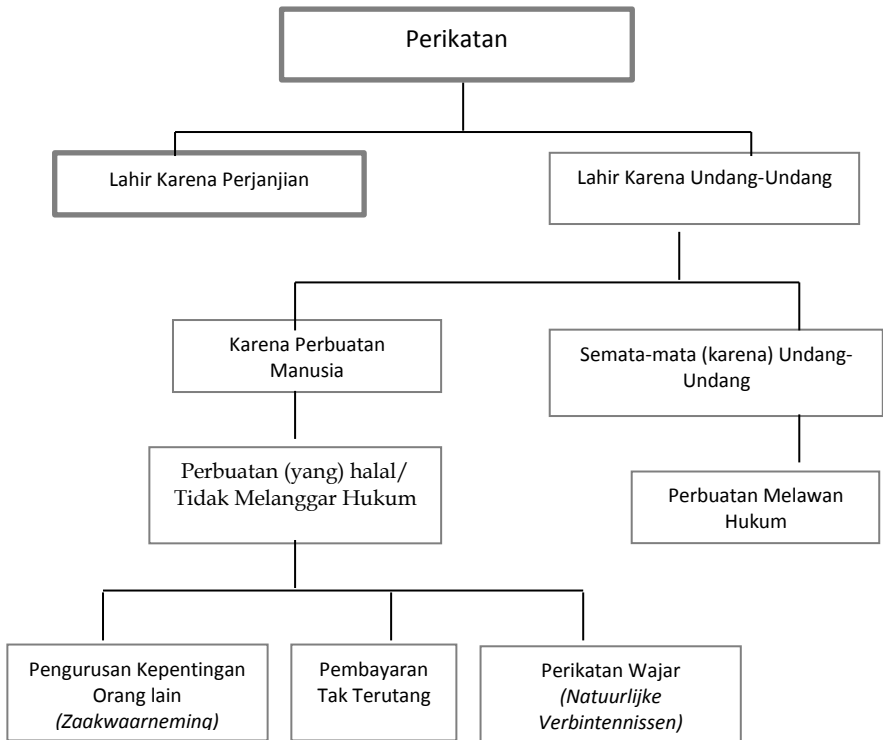 Perikatan
Lahir Karena Perjanjian
Lahir Karena Undang-Undang
Karena Perbuatan
Manusia
Semata-mata (karena) Undang-
Undang
Perbuatan (yang) halal/
Tidak Melanggar Hukum
Perbuatan Melawan
Hukum
Pengurusan Kepentingan
Orang lain
(Zaakwaarneming)
Pembayaran
Tak Terutang
Perikatan Wajar
(Natuurlijke
Verbintennissen)